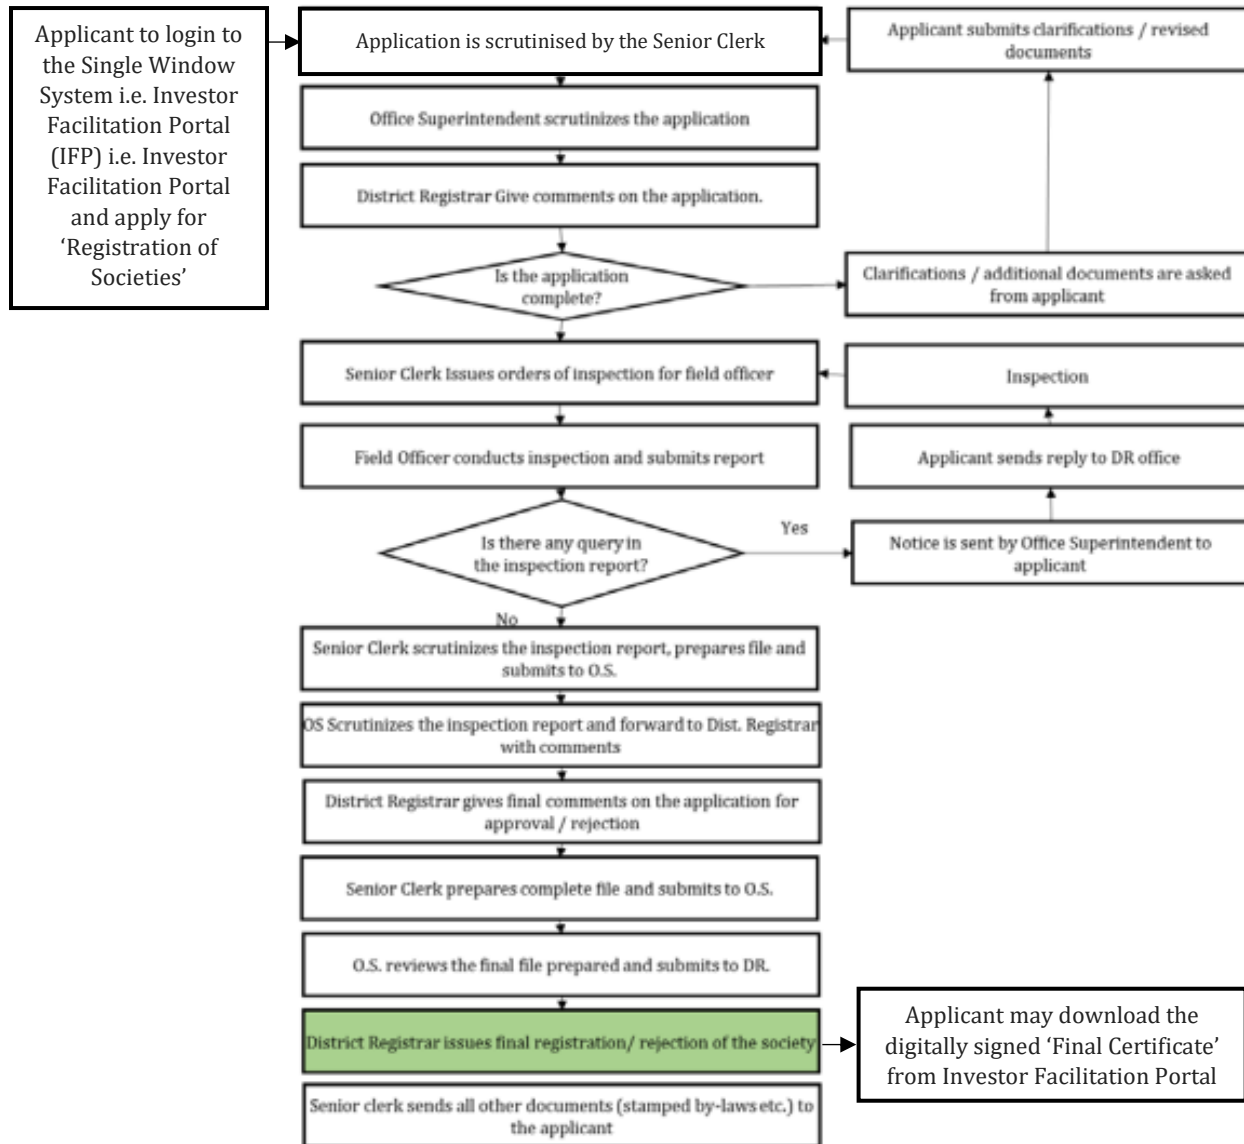 Applicant to login to
the Single Window
System i.e. Investor
Facilitation Portal
(IFP) i.e. Investor
Facilitation Portal
and apply for
‘Registration of
Societies’
Application is scrutinised by the Senior Clerk
Applicant submits clarifications / revised
documents
Office Superintendent scrutinizes the application
District Registrar Give comments on the application.
Is the application
complete?
Clarifications / additional documents are asked
from applicant
Senior Clerk Issues orders of inspection for field officer
Inspection
Field Officer conducts inspection and submits report
Applicant sends reply to DR office
Is there any query in
the inspection report?
Yes
Notice is sent by Office Superintendent to
applicant
No
Senior Clerk scrutinizes the inspection report, prepares file and
submits to O.S.
OS Scrutinizes the inspection report and forward to Dist. Registrar
with comments
District Registrar gives final comments on the application for
approval / rejection
Senior Clerk prepares complete file and submits to O.S.
O.S. reviews the final file prepared and submits to DR.
District Registrar issues final registration/ rejection of the society
Applicant may download the
digitally signed ‘Final Certificate’
from Investor Facilitation Portal
Senior clerk sends all other documents (stamped by-laws etc.) to
the applicant